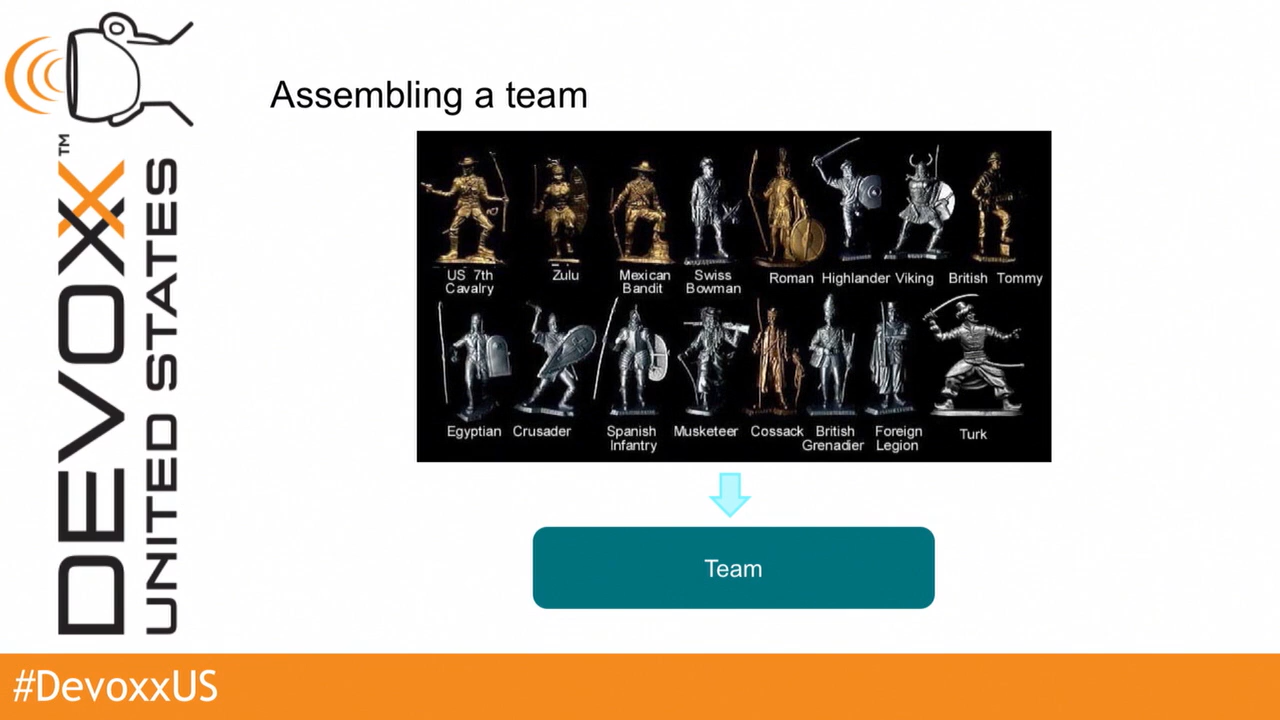 DEVOXX™
UNITED STATES
Assembling a team
US 7th
Cavalry
Zulu
Mexican
Bandit
Swiss
Bowman
Roman
Highlander
Viking
British Tommy
Egyptian
Crusader
Spanish
Infantry
Musketeer
Cossack
British
Grenadier
Foreign
Legion
Turk
Team
#DevoxxUS